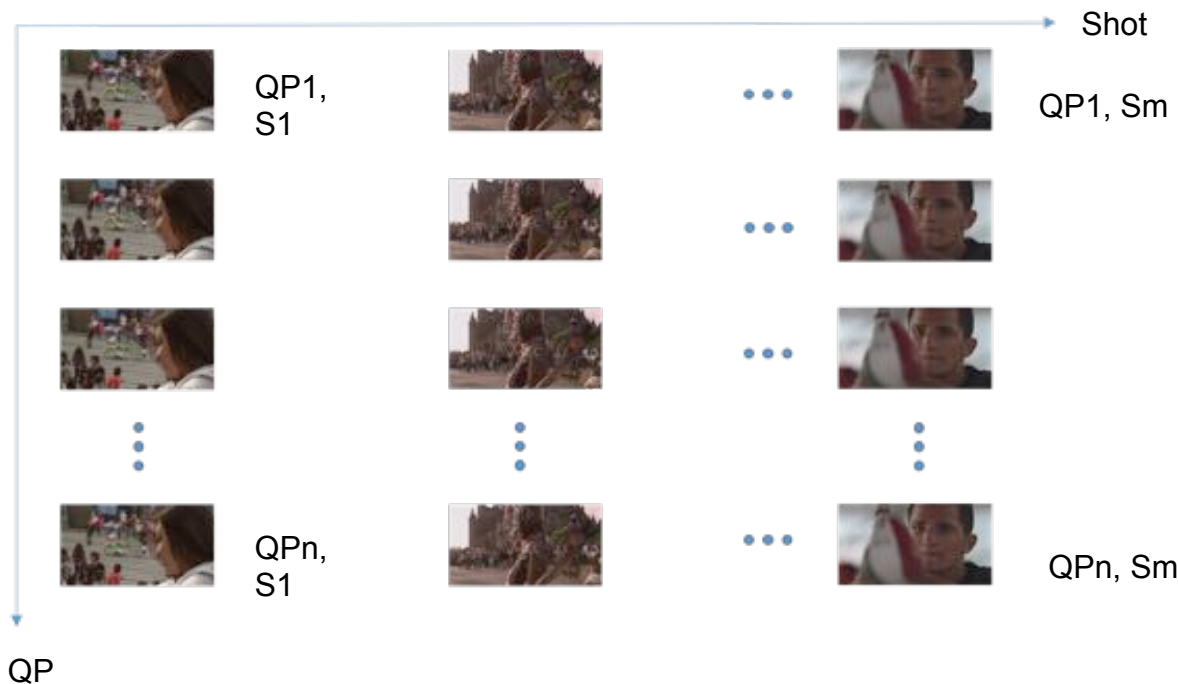 Shot
QP1,
S1
QP1, Sm
QPn,
S1
QPn, Sm
QP